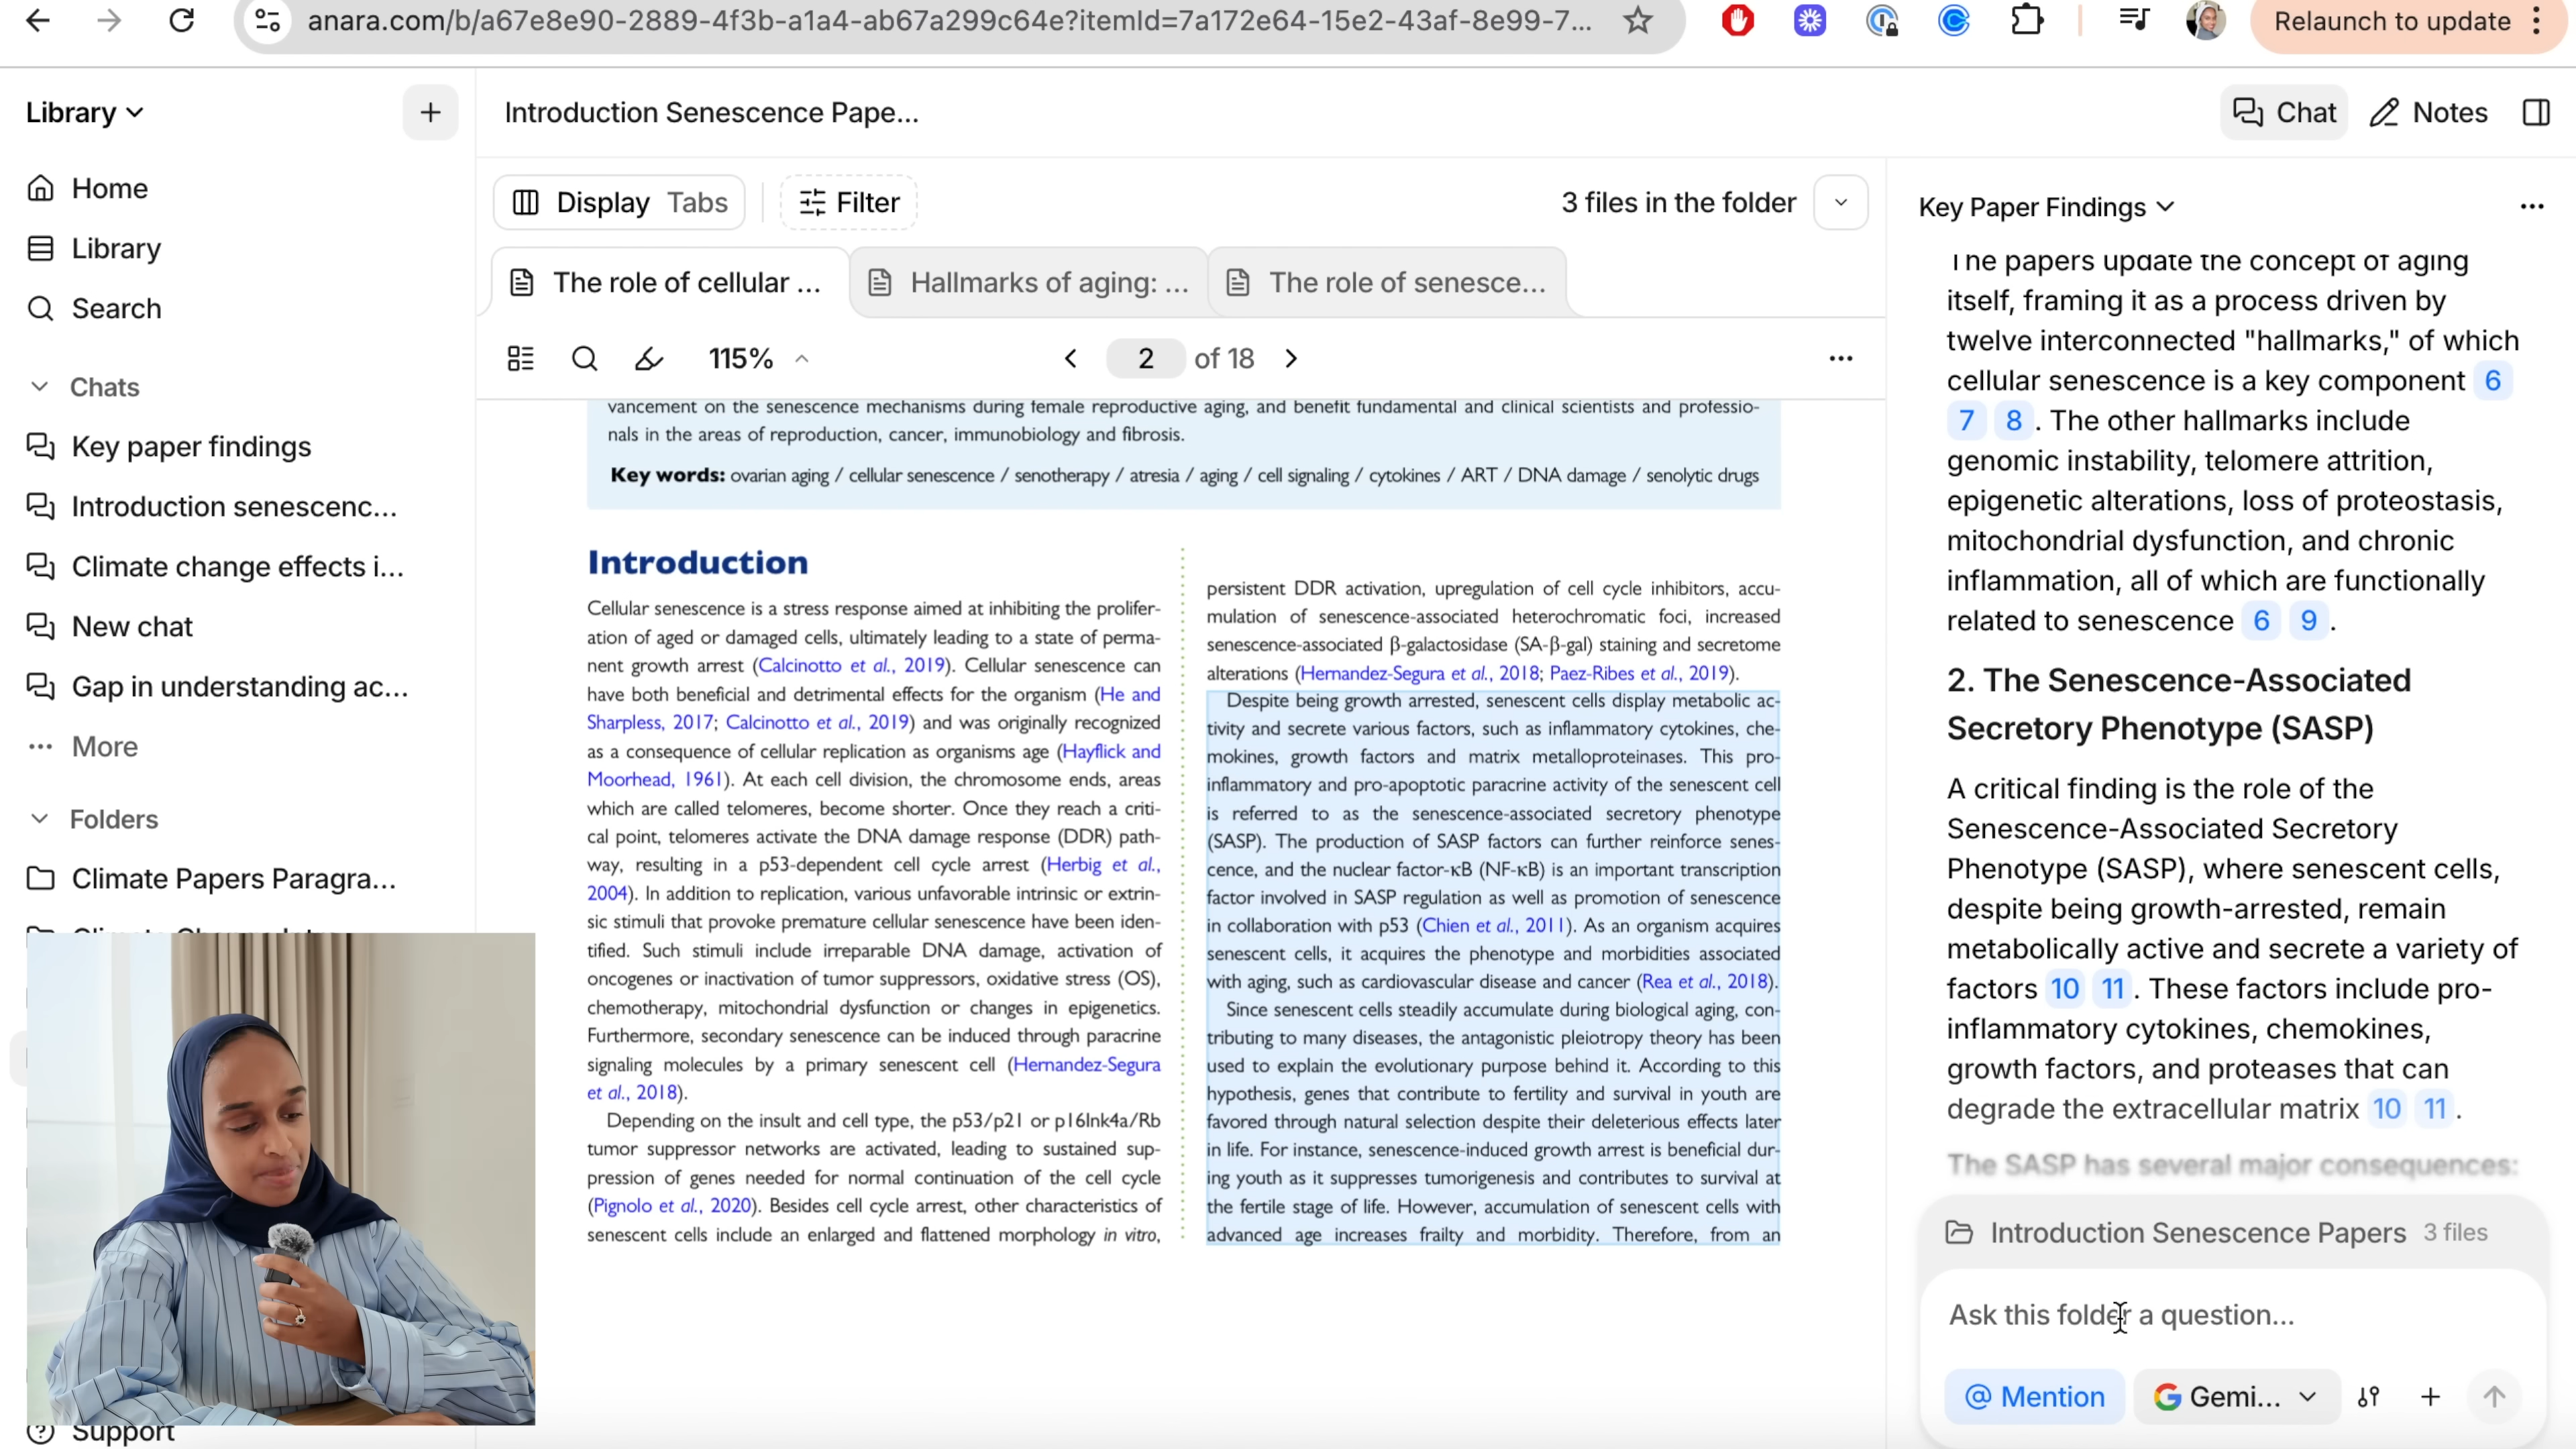 anara.com/b/a67e8e90-2889-4f3b-a1a4-ab67a299c64e?itemId=7a172e64-15e2-43af-8e99-7...
Relaunch to update
Library
Home
Library
Search
Chats
Key paper findings
Introduction senescenc...
Climate change effects i...
New chat
Gap in understanding ac...
More
Folders
Climate Papers Paragra...
Support
Introduction Senescence Pape...
Chat
Notes
Display Tabs
Filter
3 files in the folder
The role of cellular ...
Hallmarks of aging: ...
The role of senesce...
115%
2 of 18
vancement on the senescence mechanisms during female reproductive aging, and benefit fundamental and clinical scientists and professio-
nals in the areas of reproduction, cancer, immunobiology and fibrosis.
Key words: ovarian aging / cellular senescence / senotherapy / atresia / aging / cell signaling / cytokines / ART / DNA damage / senolytic drugs
Introduction
Cellular senescence is a stress response aimed at inhibiting the prolifer-
ation of aged or damaged cells, ultimately leading to a state of perma-
nent growth arrest (Calcinotto et al., 2019). Cellular senescence can
have both beneficial and detrimental effects for the organism (He and
Sharpless, 2017; Calcinotto et al., 2019) and was originally recognized
as a consequence of cellular replication as organisms age (Hayflick and
Moorhead, 1961). At each cell division, the chromosome ends, areas
which are called telomeres, become shorter. Once they reach a criti-
cal point, telomeres activate the DNA damage response (DDR) path-
way, resulting in a p53-dependent cell cycle arrest (Herbig et al.,
2004). In addition to replication, various unfavorable intrinsic or extrin-
sic stimuli that provoke premature cellular senescence have been iden-
tified. Such stimuli include irreparable DNA damage, activation of
oncogenes or inactivation of tumor suppressors, oxidative stress (OS),
chemotherapy, mitochondrial dysfunction or changes in epigenetics.
Furthermore, secondary senescence can be induced through paracrine
signaling molecules by a primary senescent cell (Hernandez-Segura
et al., 2018).
Depending on the insult and cell type, the p53/p21 or p16Ink4a/Rb
tumor suppressor networks are activated, leading to sustained sup-
pression of genes needed for normal continuation of the cell cycle
(Pignolo et al., 2020). Besides cell cycle arrest, other characteristics of
senescent cells include an enlarged and flattened morphology in vitro,
persistent DDR activation, upregulation of cell cycle inhibitors, accu-
mulation of senescence-associated heterochromatic foci, increased
senescence-associated β-galactosidase (SA-β-gal) staining and secretome
alterations (Hernandez-Segura et al., 2018; Paez-Ribes et al., 2019).
Despite being growth arrested, senescent cells display metabolic ac-
tivity and secrete various factors, such as inflammatory cytokines, che-
mokines, growth factors and matrix metalloproteinases. This pro-
inflammatory and pro-apoptotic paracrine activity of the senescent cell
is referred to as the senescence-associated secretory phenotype
(SASP). The production of SASP factors can further reinforce senes-
cence, and the nuclear factor-κB (NF-κB) is an important transcription
factor involved in SASP regulation as well as promotion of senescence
in collaboration with p53 (Chien et al., 2011). As an organism acquires
senescent cells, it acquires the phenotype and morbidities associated
with aging, such as cardiovascular disease and cancer (Rea et al., 2018).
Since senescent cells steadily accumulate during biological aging, con-
tributing to many diseases, the antagonistic pleiotropy theory has been
used to explain the evolutionary purpose behind it. According to this
hypothesis, genes that contribute to fertility and survival in youth are
favored through natural selection despite their deleterious effects later
in life. For instance, senescence-induced growth arrest is beneficial dur-
ing youth as it suppresses tumorigenesis and contributes to survival at
the fertile stage of life. However, accumulation of senescent cells with
advanced age increases frailty and morbidity. Therefore, from an
Key Paper Findings
The papers update the concept of aging
itself, framing it as a process driven by
twelve interconnected "hallmarks," of which
cellular senescence is a key component 6
7 8 . The other hallmarks include
genomic instability, telomere attrition,
epigenetic alterations, loss of proteostasis,
mitochondrial dysfunction, and chronic
inflammation, all of which are functionally
related to senescence 6 9 .
2. The Senescence-Associated
Secretory Phenotype (SASP)
A critical finding is the role of the
Senescence-Associated Secretory
Phenotype (SASP), where senescent cells,
despite being growth-arrested, remain
metabolically active and secrete a variety of
factors 10 11 . These factors include pro-
inflammatory cytokines, chemokines,
growth factors, and proteases that can
degrade the extracellular matrix 10 11 .
The SASP has several major consequences:
Introduction Senescence Papers 3 files
Ask this folder a question...
@ Mention
Gemi...